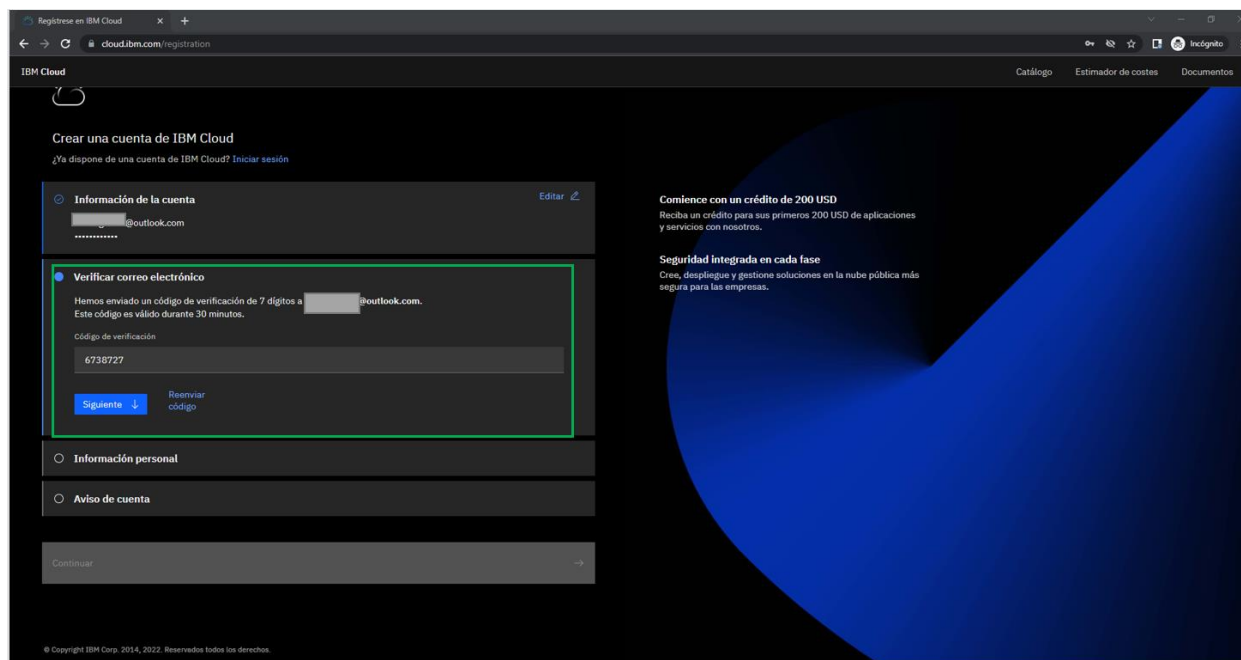 Regístrese en IBM Cloud
cloud.ibm.com/registration
Incógnito
IBM Cloud
Catálogo Estimador de costes Documentos
Crear una cuenta de IBM Cloud
¿Ya dispone de una cuenta de IBM Cloud? Iniciar sesión
Información de la cuenta
Editar
@outlook.com
••••••••••••
Verificar correo electrónico
Hemos enviado un código de verificación de 7 dígitos a @outlook.com.
Este código es válido durante 30 minutos.
Código de verificación
6738727
Siguiente
Reenviar
código
Información personal
Aviso de cuenta
Continuar
Comience con un crédito de 200 USD
Reciba un crédito para sus primeros 200 USD de aplicaciones
y servicios con nosotros.
Seguridad integrada en cada fase
Cree, despliegue y gestione soluciones en la nube pública más
segura para las empresas.
© Copyright IBM Corp. 2014, 2022. Reservados todos los derechos.